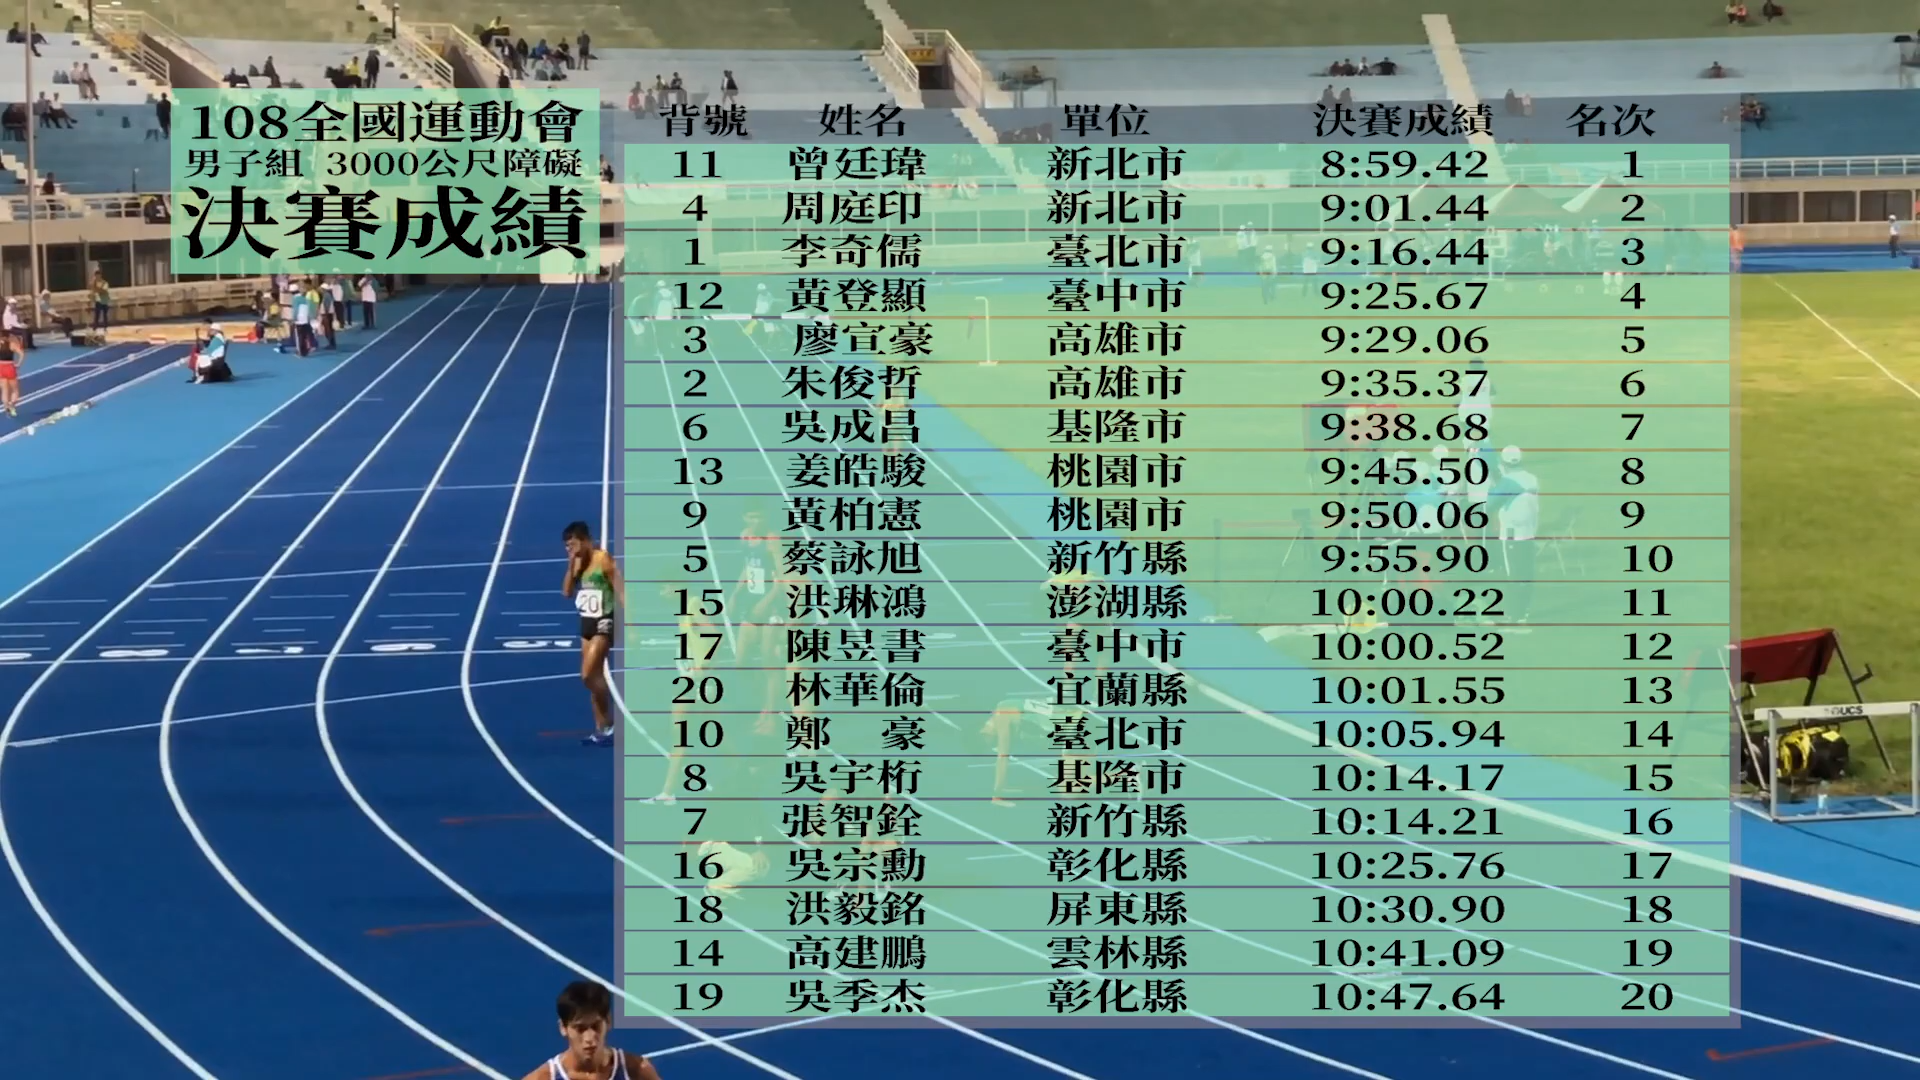 108全國運動會
男子組 3000公尺障礙
決賽成績
背號 姓名 單位 決賽成績 名次
11 曾廷瑋 新北市 8:59.42 1
4 周庭印 新北市 9:01.44 2
1 李奇儒 臺北市 9:16.44 3
12 黃登顯 臺中市 9:25.67 4
3 廖宣豪 高雄市 9:29.06 5
2 朱俊哲 高雄市 9:35.37 6
6 吳成昌 基隆市 9:38.68 7
13 姜皓駿 桃園市 9:45.50 8
9 黃柏憲 桃園市 9:50.06 9
5 蔡詠旭 新竹縣 9:55.90 10
15 洪琳鴻 澎湖縣 10:00.22 11
17 陳昱書 臺中市 10:00.52 12
20 林華倫 宜蘭縣 10:01.55 13
10 鄭　豪 臺北市 10:05.94 14
8 吳宇桁 基隆市 10:14.17 15
7 張智銓 新竹縣 10:14.21 16
16 吳宗勳 彰化縣 10:25.76 17
18 洪毅銘 屏東縣 10:30.90 18
14 高建鵬 雲林縣 10:41.09 19
19 吳季杰 彰化縣 10:47.64 20
20
8 7 6 5
UCS